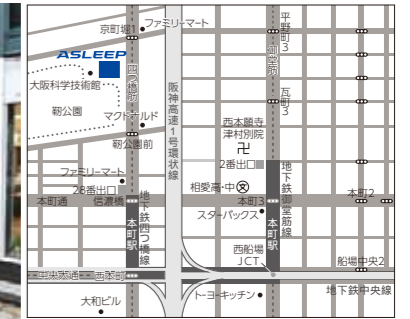 京町堀1
ファミリーマート
平野町3
ASLEEP
四つ橋筋
御堂筋
大阪科学技術館
阪神高速1号環状線
瓦町3
靭公園
マクドナルド
西本願寺
津村別院
卍
靭公園前
2番出口
ファミリーマート
相愛高・中
文
28番出口
地下鉄御堂筋線
本町2
本町通
信濃橋
本町3
スターバックス
地下鉄四つ橋線
本町駅
本町駅
西船場
JCT
船場中央2
中央大通
西本町
地下鉄中央線
トーヨーキッチン
大和ビル